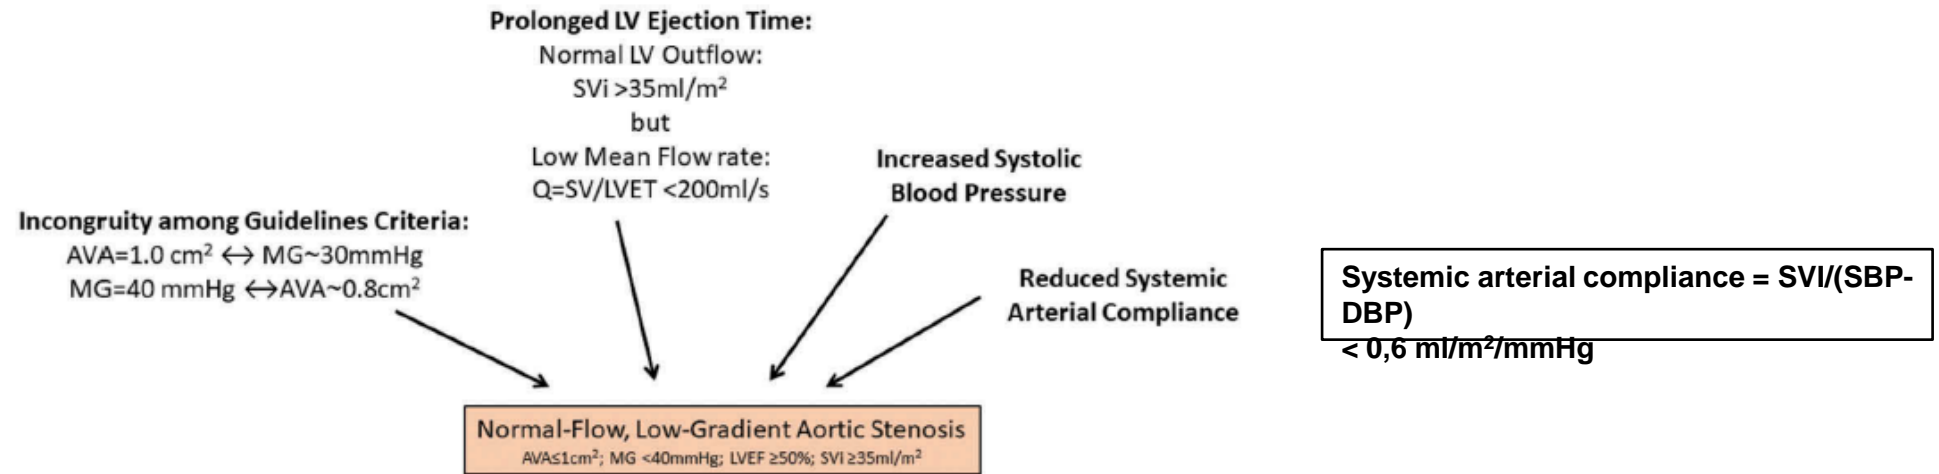 Prolonged LV Ejection Time:
Normal LV Outflow:
SVi >35ml/m²
but
Low Mean Flow rate:
Q=SV/LVET <200ml/s
Increased Systolic
Blood Pressure
Incongruity among Guidelines Criteria:
AVA=1.0 cm² ↔ MG~30mmHg
MG=40 mmHg ↔AVA~0.8cm²
Reduced Systemic
Arterial Compliance
Systemic arterial compliance = SVI/(SBP-
DBP)
< 0,6 ml/m²/mmHg
Normal-Flow, Low-Gradient Aortic Stenosis
AVA≤1cm²; MG <40mmHg; LVEF ≥50%; SVi ≥35ml/m²